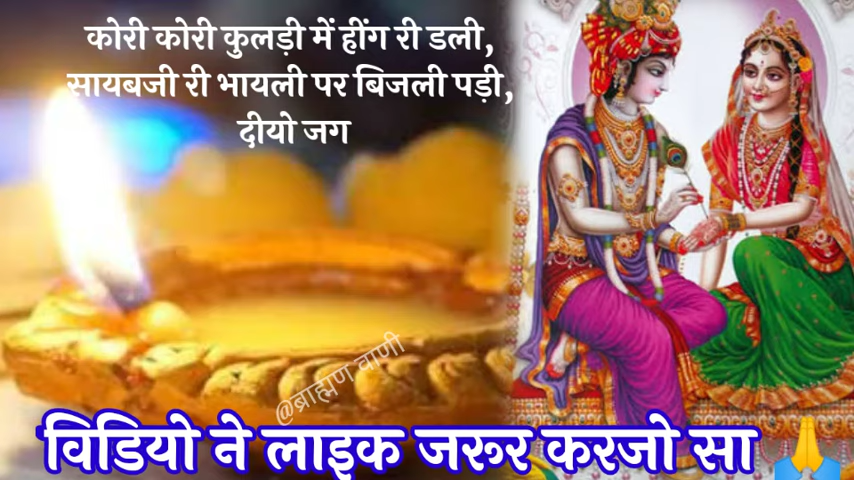 कोरी कोरी कुलड़ी में हींग री डली,
सायबजी री भायली पर बिजली पड़ी,
दीयो जग
@ब्राह्मण वाणी
विडियो ने लाइक जरूर करजो सा 🙏